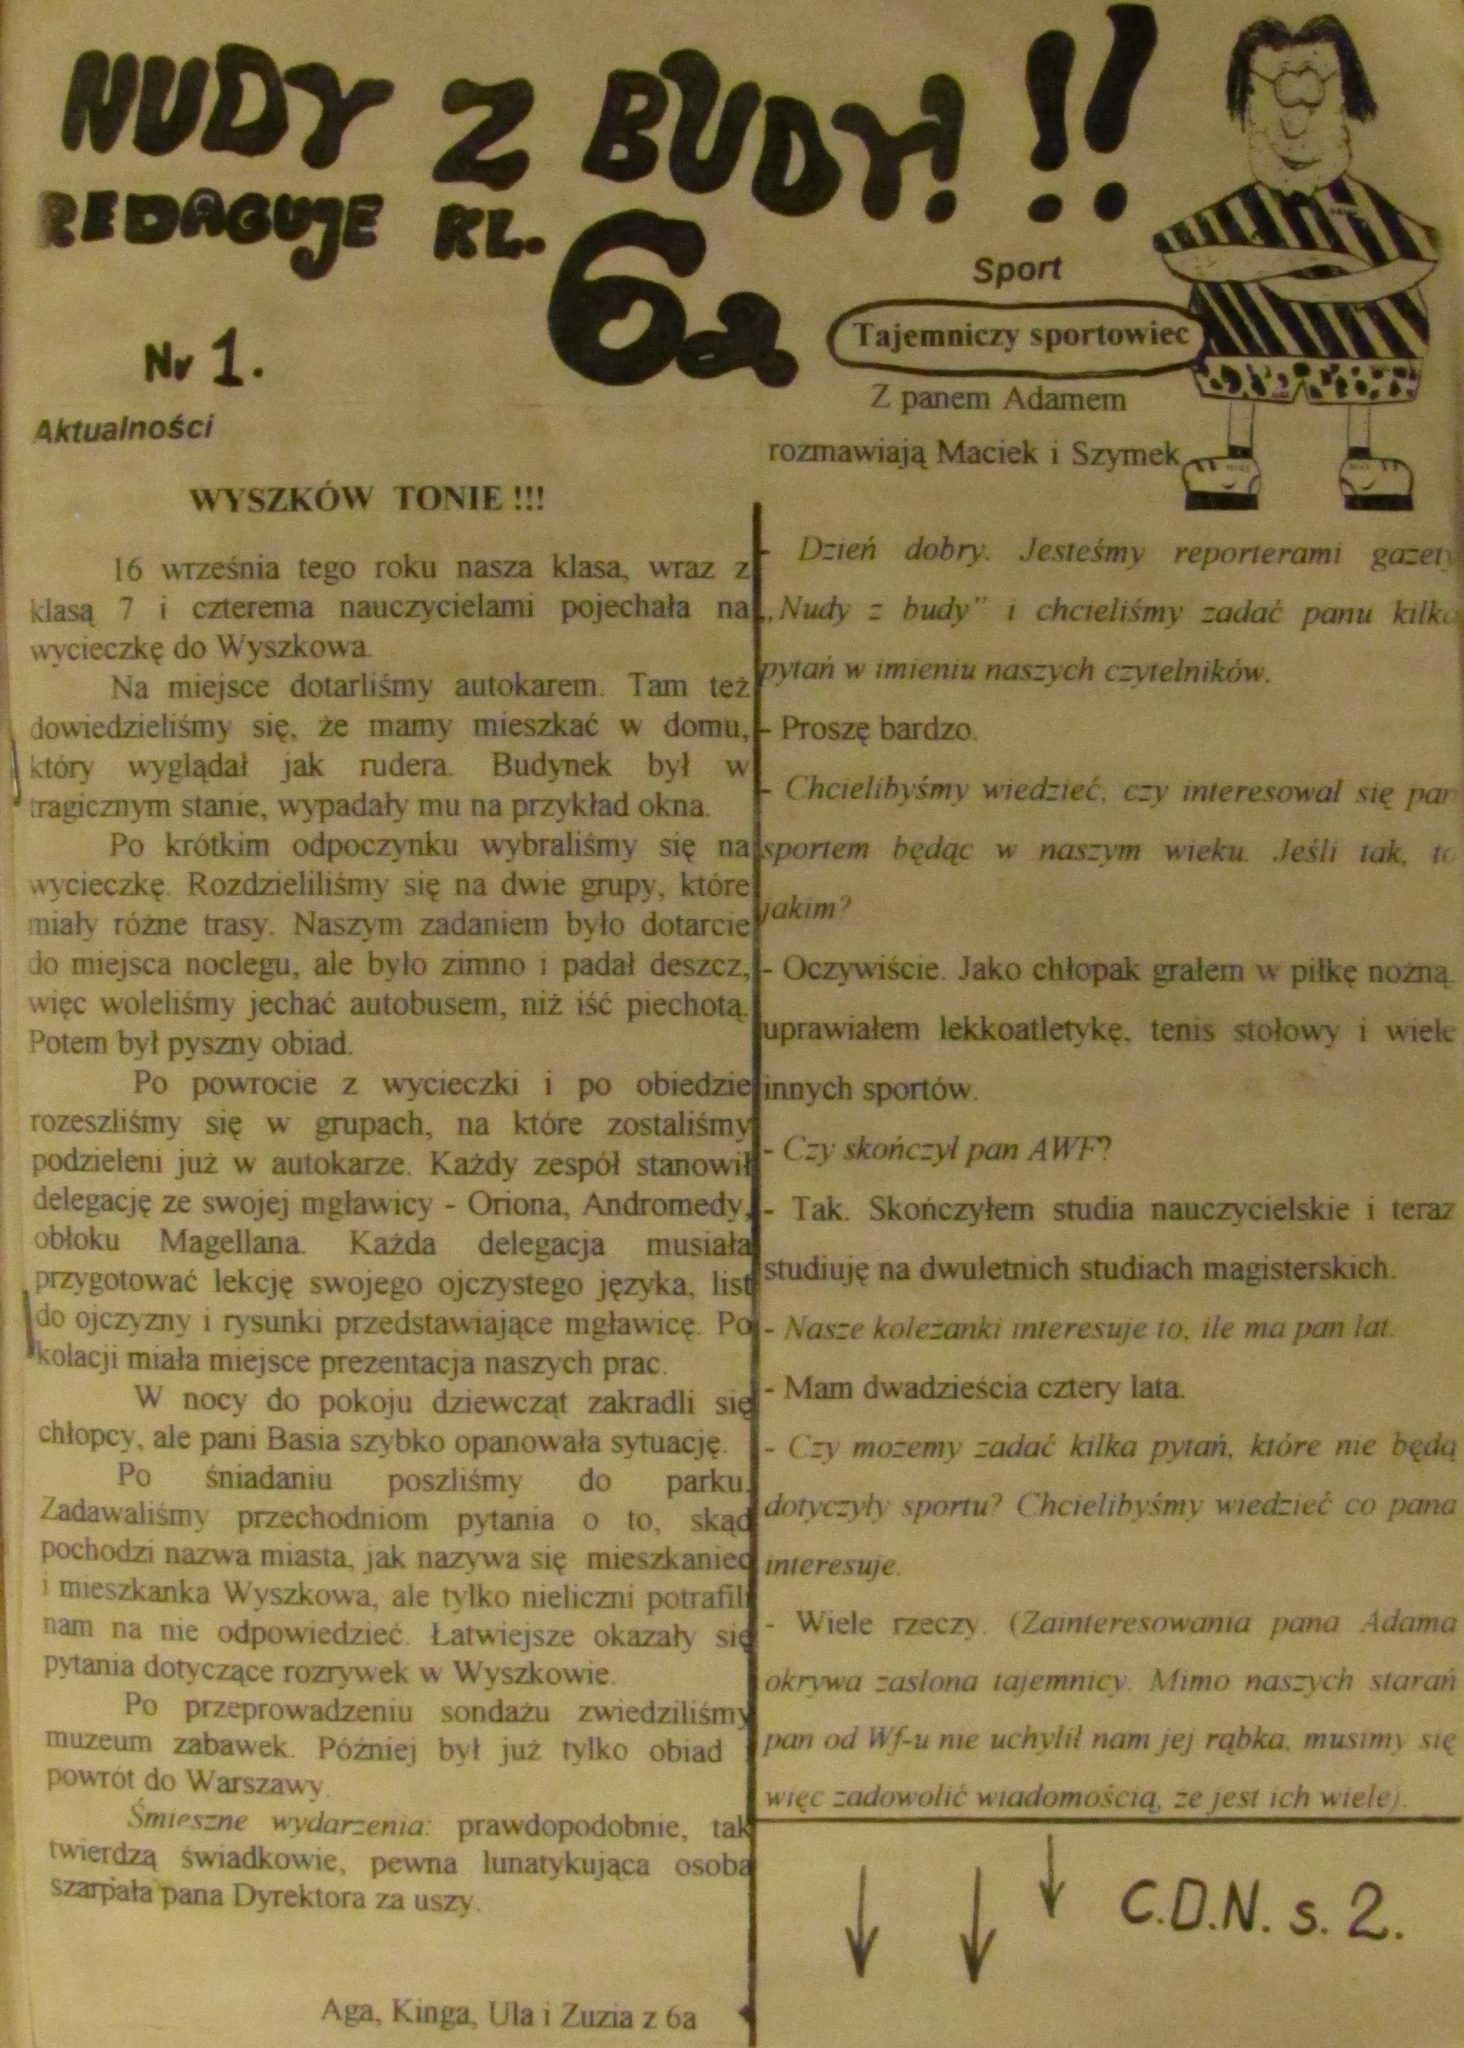 NUDY Z BUDY! !!
REDAGUJE KL. 6a
Nr 1.
Aktualności
WYSZKÓW TONIE !!!
16 września tego roku nasza klasa, wraz z
klasą 7 i czterema nauczycielami pojechała na
wycieczkę do Wyszkowa.
Na miejsce dotarliśmy autokarem. Tam też
dowiedzieliśmy się, że mamy mieszkać w domu,
który wyglądał jak rudera. Budynek był w
tragicznym stanie, wypadały mu na przykład okna.
Po krótkim odpoczynku wybraliśmy się na
wycieczkę. Rozdzieliliśmy się na dwie grupy, które
miały różne trasy. Naszym zadaniem było dotarcie
do miejsca noclegu, ale było zimno i padał deszcz,
więc woleliśmy jechać autobusem, niż iść piechotą.
Potem był pyszny obiad.
Po powrocie z wycieczki i po obiedzie
rozeszliśmy się w grupach, na które zostaliśmy
podzieleni już w autokarze. Każdy zespół stanowił
delegację ze swojej mgławicy - Oriona, Andromedy,
obłoku Magellana. Każda delegacja musiała
przygotować lekcję swojego ojczystego języka, list
do ojczyzny i rysunki przedstawiające mgławicę. Po
kolacji miała miejsce prezentacja naszych prac.
W nocy do pokoju dziewcząt zakradli się
chłopcy, ale pani Basia szybko opanowała sytuację.
Po śniadaniu poszliśmy do parku.
Zadawaliśmy przechodniom pytania o to, skąd
pochodzi nazwa miasta, jak nazywa się mieszkaniec
i mieszkanka Wyszkowa, ale tylko nieliczni potrafili
nam na nie odpowiedzieć. Łatwiejsze okazały się
pytania dotyczące rozrywek w Wyszkowie.
Po przeprowadzeniu sondażu zwiedziliśmy
muzeum zabawek. Później był już tylko obiad
powrót do Warszawy.
Śmieszne wydarzenia: prawdopodobnie, tak
twierdzą świadkowie, pewna lunatykująca osoba
szarpała pana Dyrektora za uszy.
Aga, Kinga, Ula i Zuzia z 6a
Sport
Tajemniczy sportowiec
Z panem Adamem
rozmawiają Maciek i Szymek
- Dzień dobry. Jesteśmy reporterami gazety
„Nudy z budy” i chcieliśmy zadać panu kilka
pytań w imieniu naszych czytelników.
- Proszę bardzo.
- Chcielibyśmy wiedzieć, czy interesował się pan
sportem będąc w naszym wieku. Jeśli tak, to
jakim?
- Oczywiście. Jako chłopak grałem w piłkę nożną.
uprawiałem lekkoatletykę, tenis stołowy i wiele
innych sportów.
- Czy skończył pan AWF?
- Tak. Skończyłem studia nauczycielskie i teraz
studiuję na dwuletnich studiach magisterskich.
- Nasze koleżanki interesuje to, ile ma pan lat.
- Mam dwadzieścia cztery lata.
- Czy możemy zadać kilka pytań, które nie będą
dotyczyły sportu? Chcielibyśmy wiedzieć co pana
interesuje.
- Wiele rzeczy. (Zainteresowania pana Adama
okrywa zasłona tajemnicy. Mimo naszych starań
pan od Wf-u nie uchylił nam jej rąbka, musimy się
więc zadowolić wiadomością, że jest ich wiele).
C.D.N. s. 2.